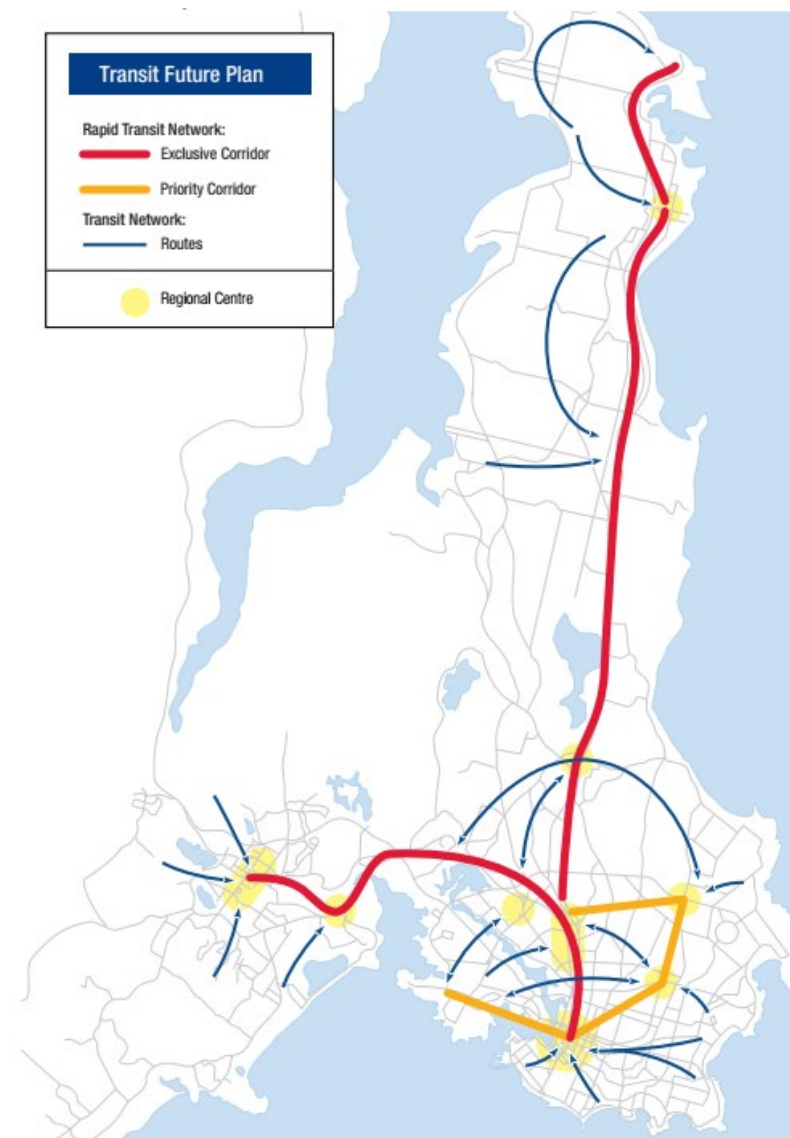 Transit Future Plan
Rapid Transit Network:
Exclusive Corridor
Priority Corridor
Transit Network:
Routes
Regional Centre